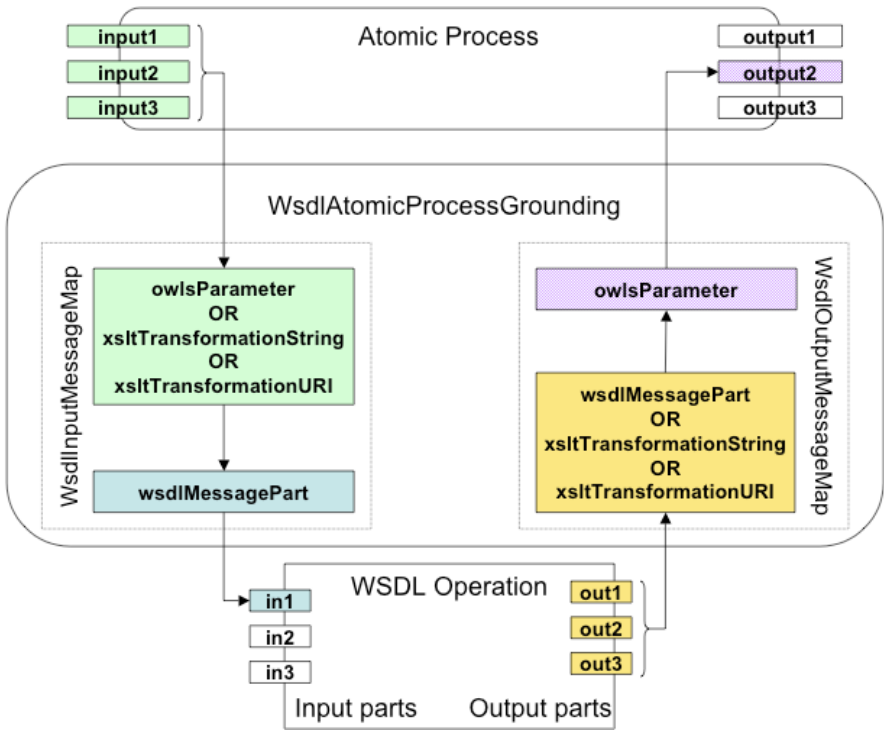 Atomic Process
input1
input2
input3
output1
output2
output3
WsdlAtomicProcessGrounding
WsdlInputMessageMap
owlsParameter
OR
xsltTransformationString
OR
xsltTransformationURI
wsdlMessagePart
owlsParameter
wsdlMessagePart
OR
xsltTransformationString
OR
xsltTransformationURI
WsdlOutputMessageMap
WSDL Operation
in1
in2
in3
out1
out2
out3
Input parts
Output parts